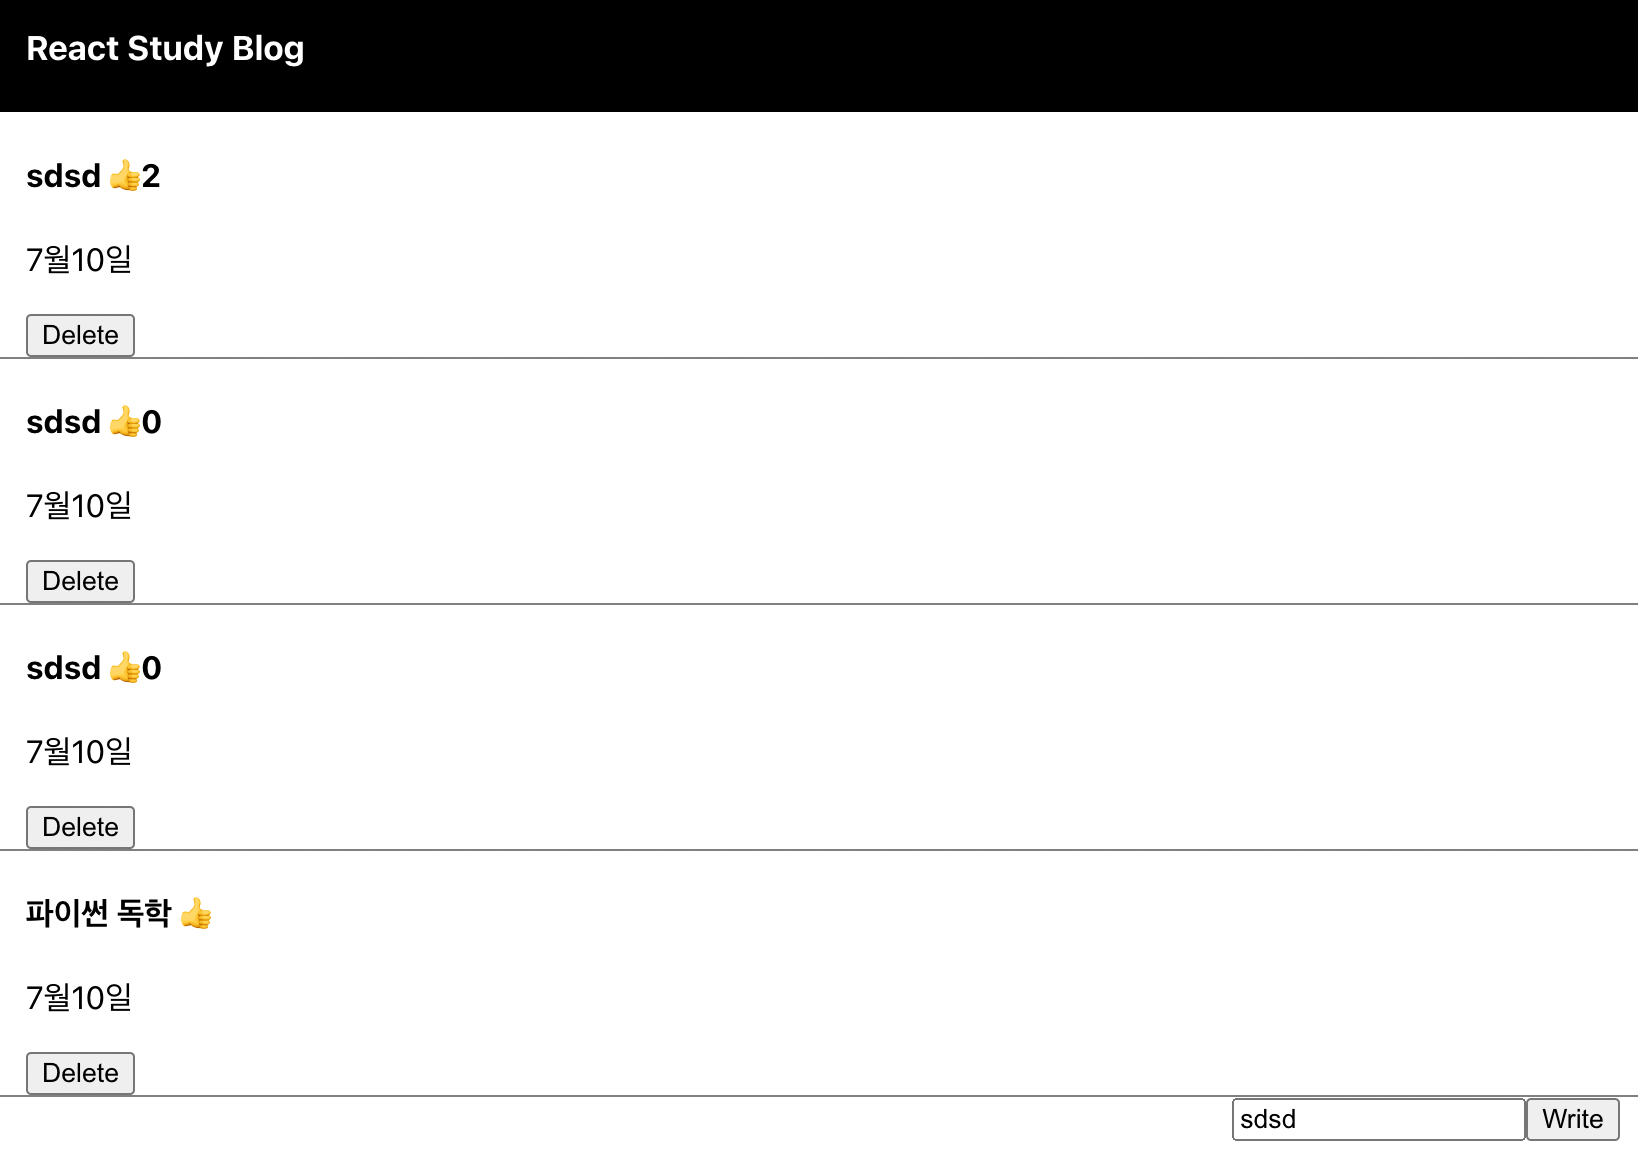 React Study Blog
sdsd 👍2
7월10일
Delete
sdsd 👍0
7월10일
Delete
sdsd 👍0
7월10일
Delete
파이썬 독학 👍
7월10일
Delete
sdsd Write